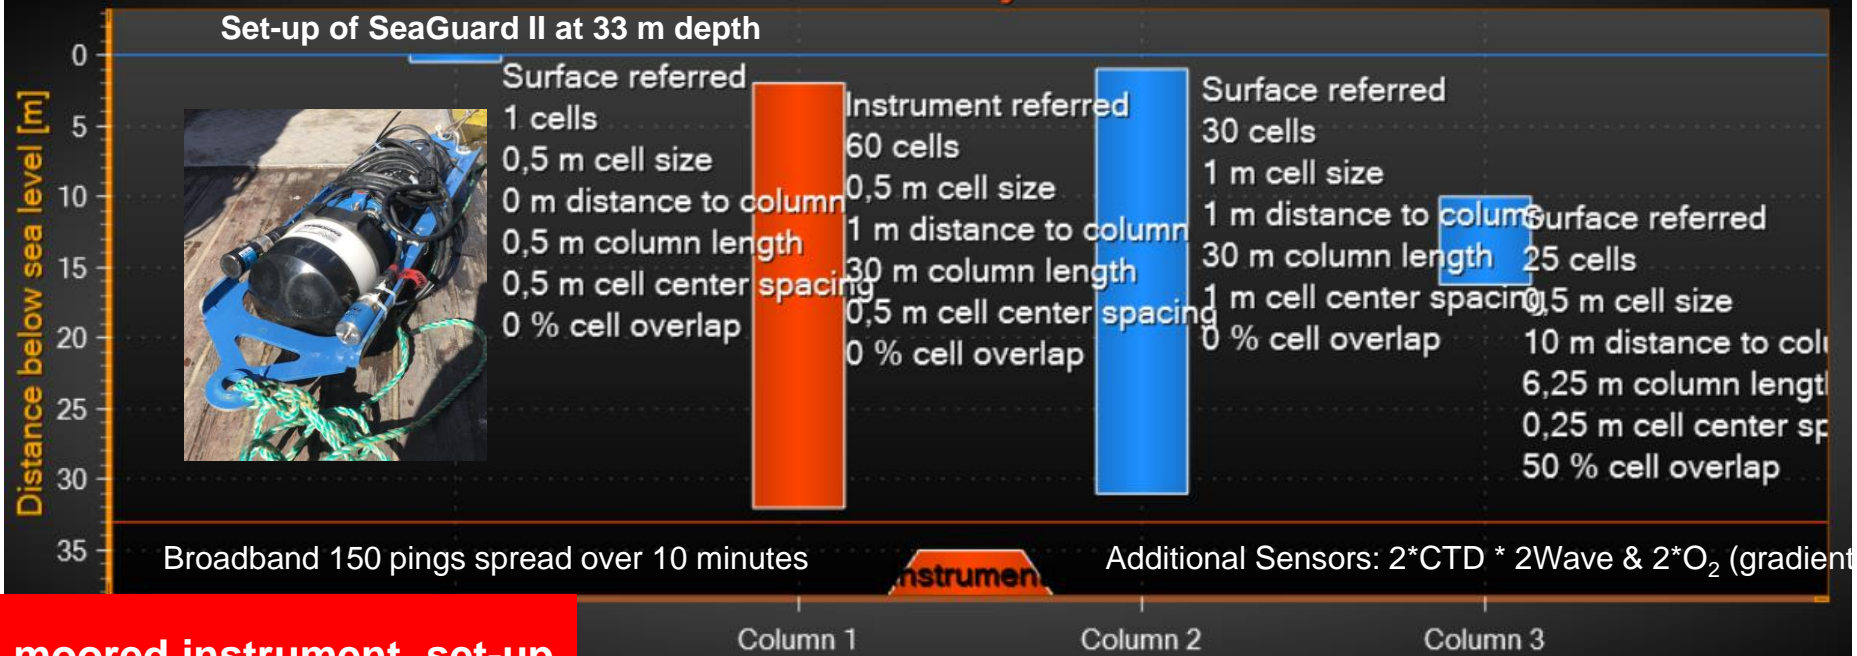 Set-up of SeaGuard II at 33 m depth
Distance below sea level [m]
0
5
10
15
20
25
30
35
Surface referred
1 cells
0,5 m cell size
0 m distance to column
0,5 m column length
0,5 m cell center spacing
0 % cell overlap
Instrument referred
60 cells
0,5 m cell size
1 m distance to column
30 m column length
0,5 m cell center spacing
0 % cell overlap
Surface referred
30 cells
1 m cell size
1 m distance to column
30 m column length
1 m cell center spacing
0 % cell overlap
Surface referred
25 cells
0,5 m cell size
10 m distance to colu
6,25 m column lengt
0,25 m cell center sp
50 % cell overlap
Broadband 150 pings spread over 10 minutes
Instrument
Additional Sensors: 2*CTD * 2Wave & 2*O₂ (gradient
moored instrument set-up
Column 1
Column 2
Column 3